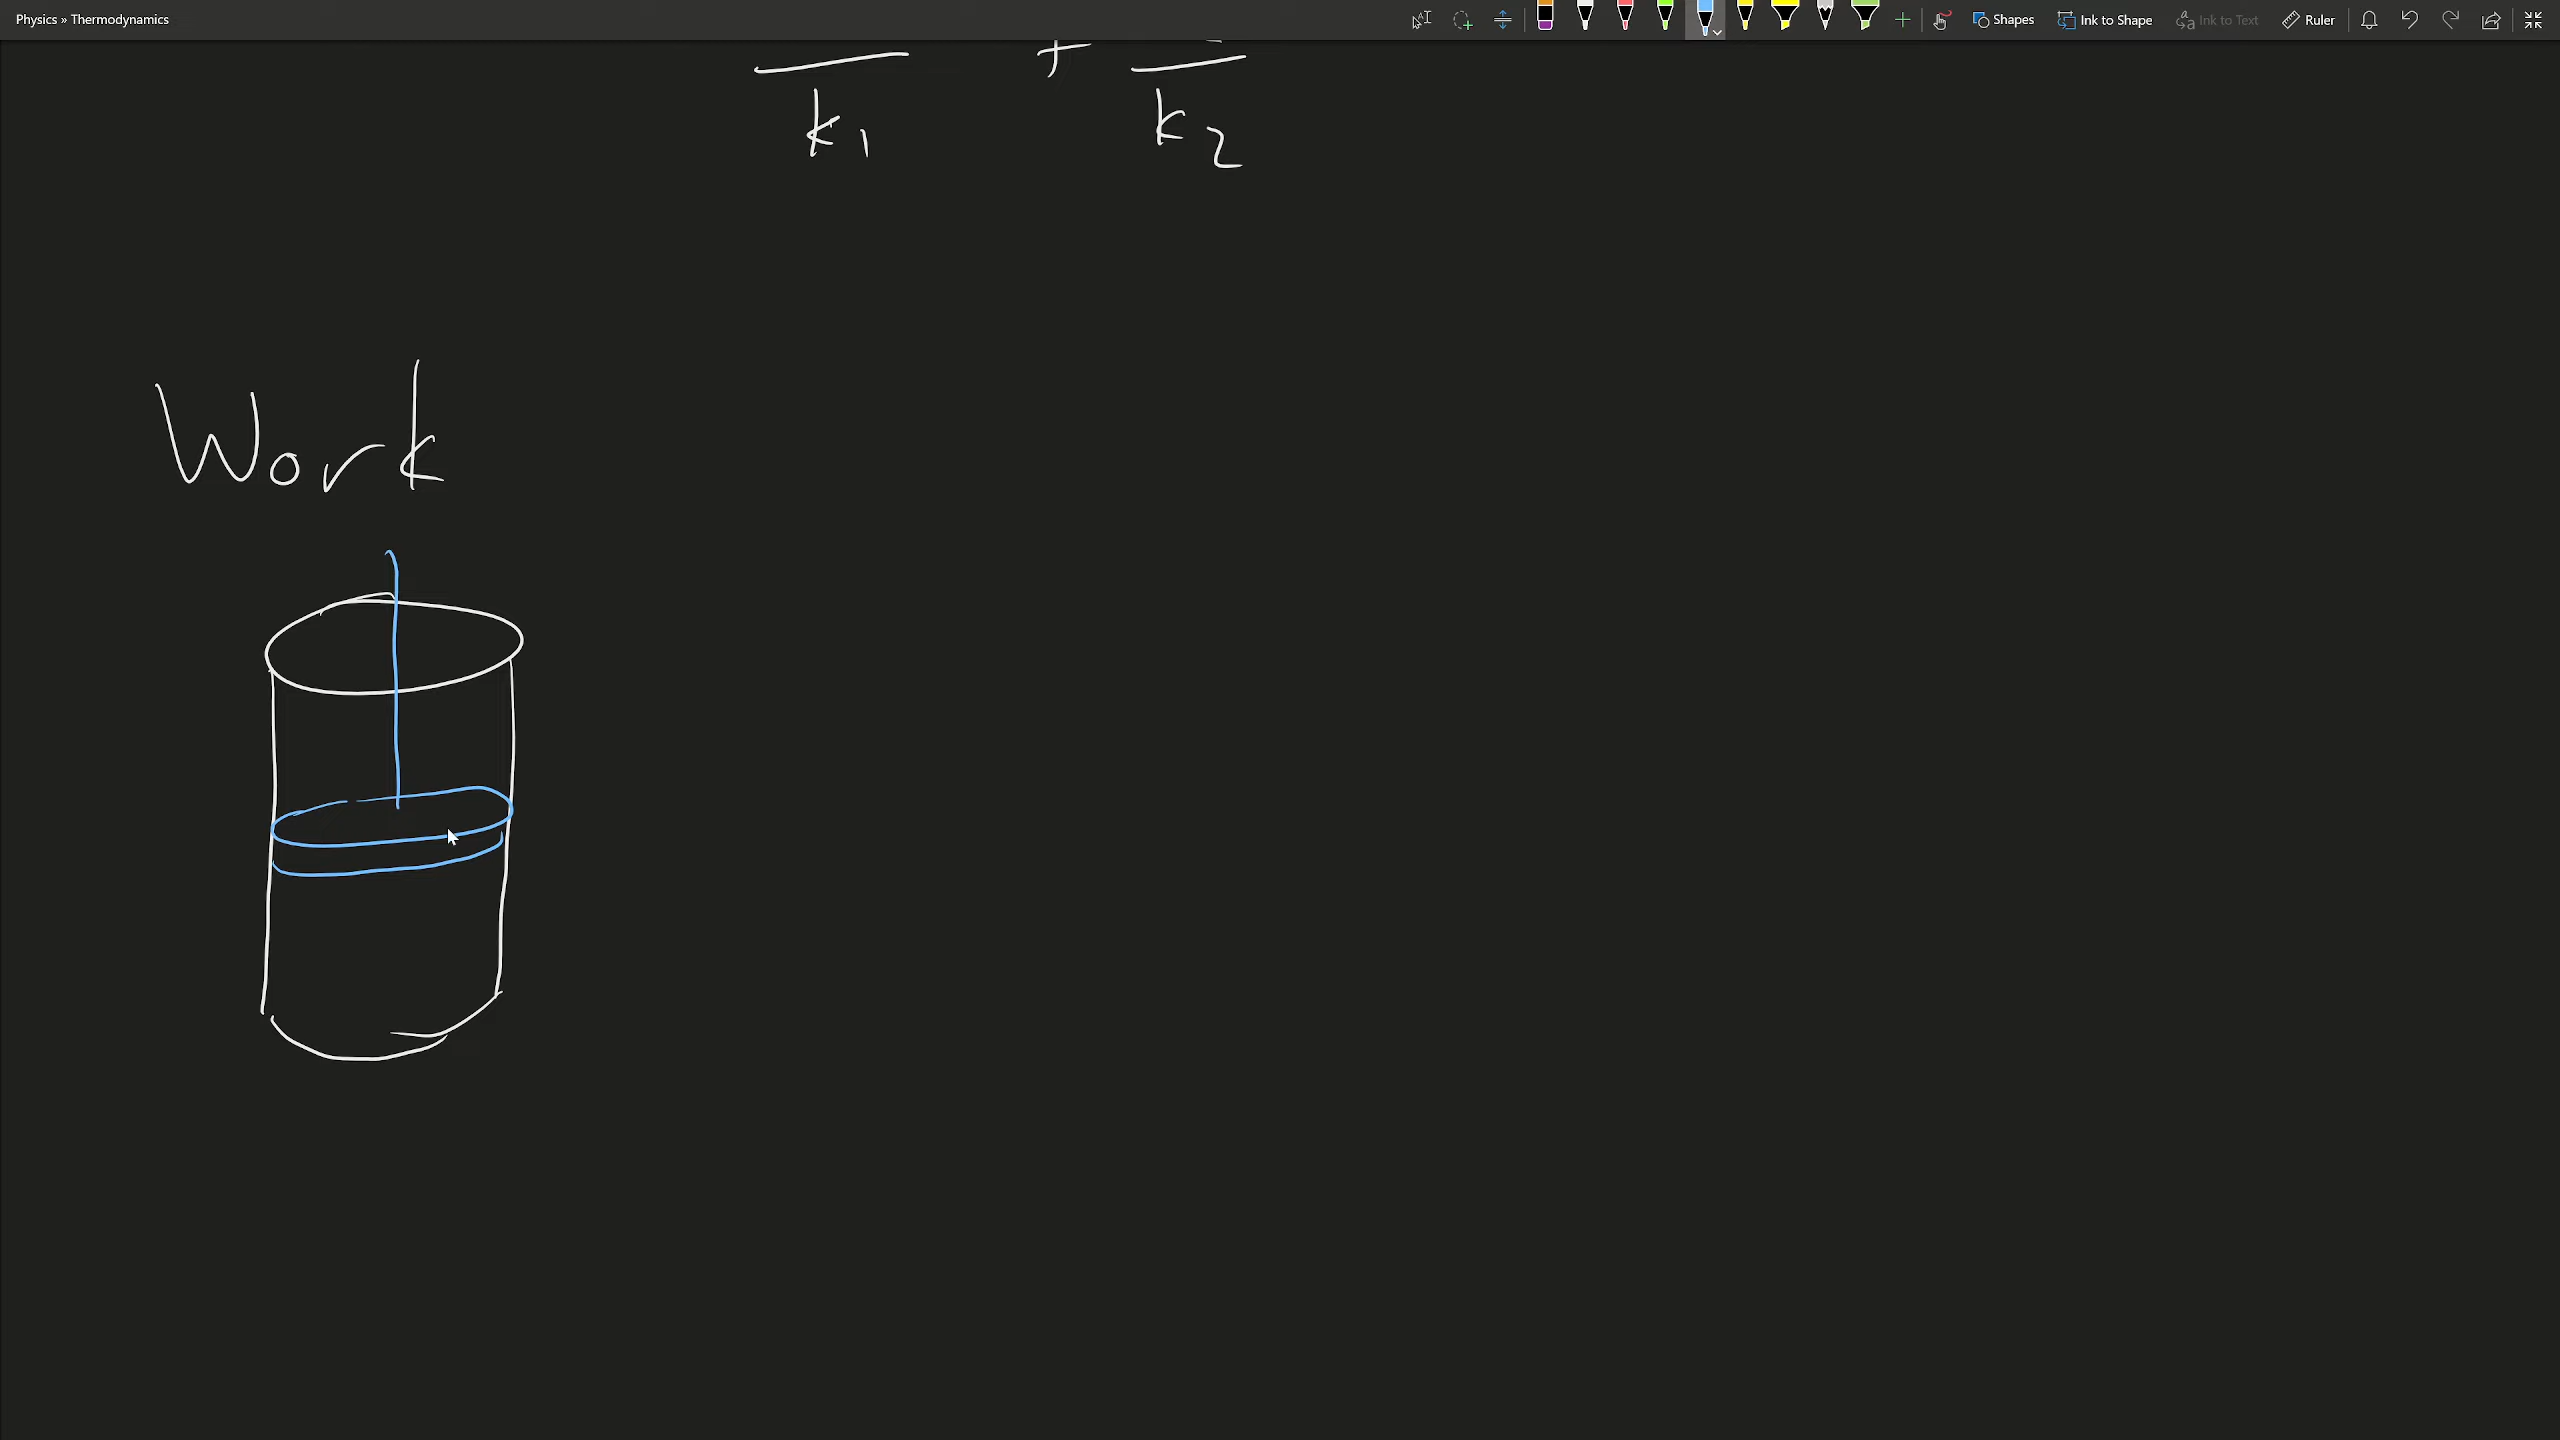 Physics » Thermodynamics
Shapes Ink to Shape Ink to Text Ruler
+
k1 k2
Work